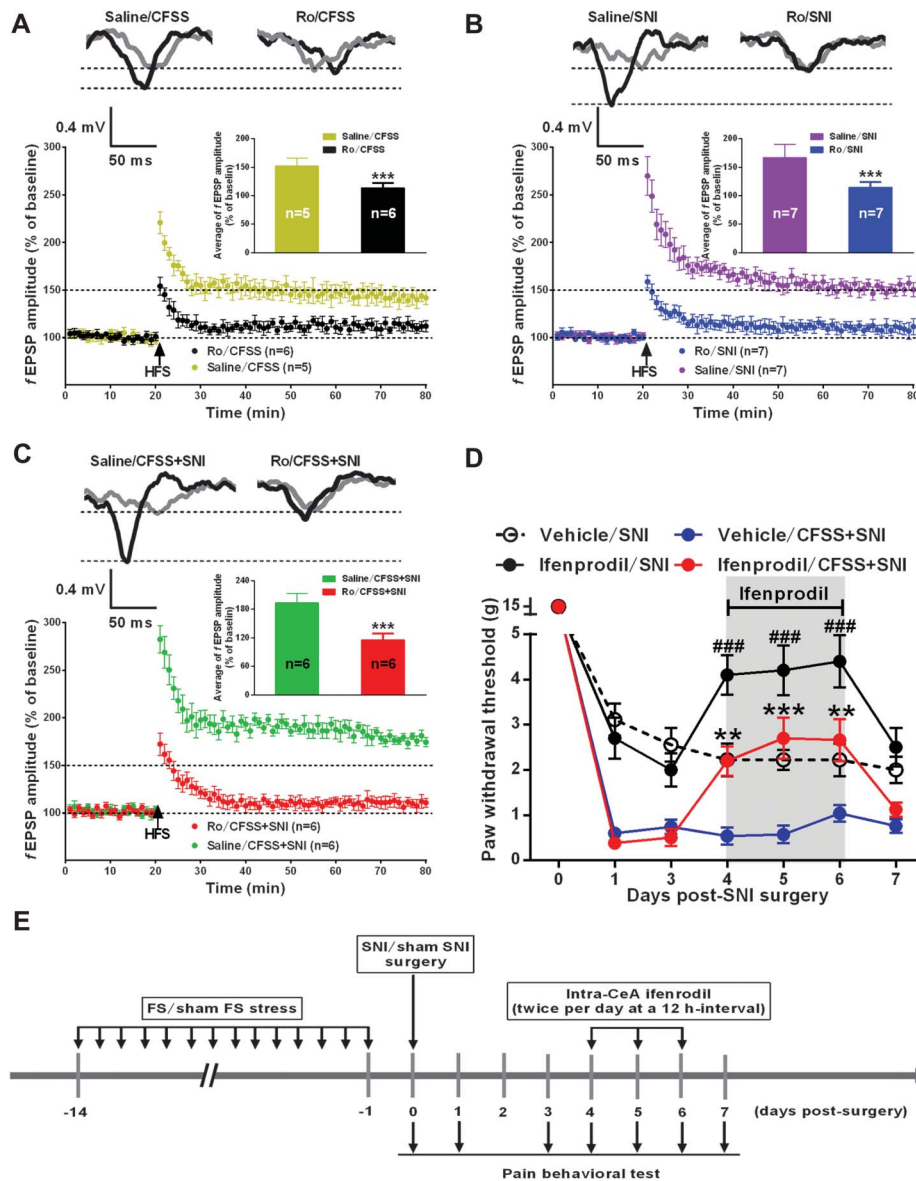 A
Saline/CFSS
Ro/CFSS
0.4 mV
50 ms
fEPSP amplitude (% of baseline)
300
250
200
150
100
Average of fEPSP amplitude
(% of baselin)
200
150
100
50
0
Saline/CFSS
Ro/CFSS
***
n=5
n=6
Ro/CFSS (n=6)
Saline/CFSS (n=5)
HFS
0 10 20 30 40 50 60 70 80
Time (min)
B
Saline/SNI
Ro/SNI
0.4 mV
50 ms
fEPSP amplitude (% of baseline)
300
250
200
150
100
Average of fEPSP amplitude
(% of baselin)
200
150
100
50
0
Saline/SNI
Ro/SNI
***
n=7
n=7
Ro/SNI (n=7)
Saline/SNI (n=7)
HFS
0 10 20 30 40 50 60 70 80
Time (min)
C
Saline/CFSS+SNI
Ro/CFSS+SNI
0.4 mV
50 ms
fEPSP amplitude (% of baseline)
300
250
200
150
100
Average of fEPSP amplitude
(% of baselin)
240
180
120
60
0
Saline/CFSS+SNI
Ro/CFSS+SNI
***
n=6
n=6
Ro/CFSS+SNI (n=6)
Saline/CFSS+SNI (n=6)
HFS
0 10 20 30 40 50 60 70 80
Time (min)
D
Vehicle/SNI
Vehicle/CFSS+SNI
Ifenprodil/SNI
Ifenprodil/CFSS+SNI
Ifenprodil
Paw withdrawal threshold (g)
15
5
4
3
2
1
0
### ### ###
** *** **
0 1 3 4 5 6 7
Days post-SNI surgery
E
SNI/sham SNI
surgery
FS/sham FS stress
Intra-CeA ifenrodil
(twice per day at a 12 h-interval)
-14 -1 0 1 2 3 4 5 6 7 (days post-surgery)
Pain behavioral test